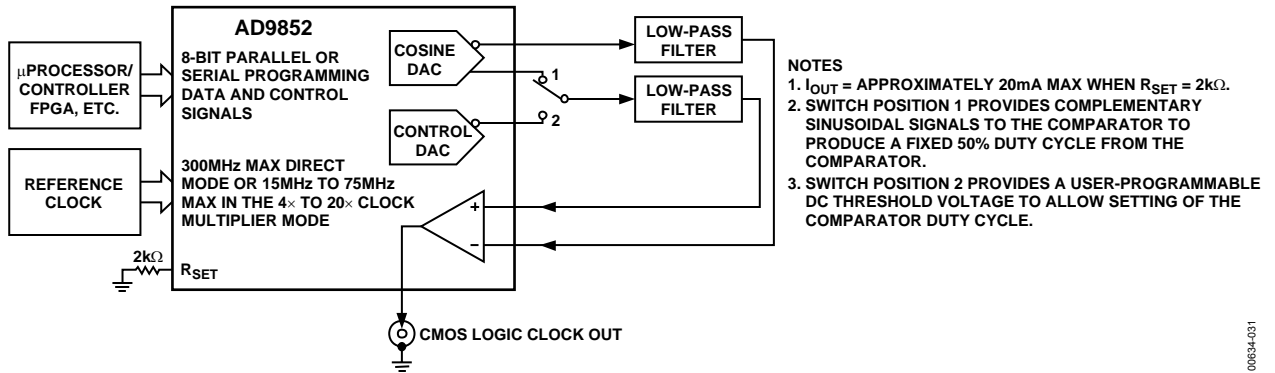 AD9852
µPROCESSOR/
CONTROLLER
FPGA, ETC.
8-BIT PARALLEL OR
SERIAL PROGRAMMING
DATA AND CONTROL
SIGNALS
COSINE
DAC
1
2
CONTROL
DAC
LOW-PASS
FILTER
LOW-PASS
FILTER
REFERENCE
CLOCK
300MHz MAX DIRECT
MODE OR 15MHz TO 75MHz
MAX IN THE 4× TO 20× CLOCK
MULTIPLIER MODE
+
–
2kΩ
RSET
CMOS LOGIC CLOCK OUT
NOTES
1. IOUT = APPROXIMATELY 20mA MAX WHEN RSET = 2kΩ.
2. SWITCH POSITION 1 PROVIDES COMPLEMENTARY
SINUSOIDAL SIGNALS TO THE COMPARATOR TO
PRODUCE A FIXED 50% DUTY CYCLE FROM THE
COMPARATOR.
3. SWITCH POSITION 2 PROVIDES A USER-PROGRAMMABLE
DC THRESHOLD VOLTAGE TO ALLOW SETTING OF THE
COMPARATOR DUTY CYCLE.
00634-031